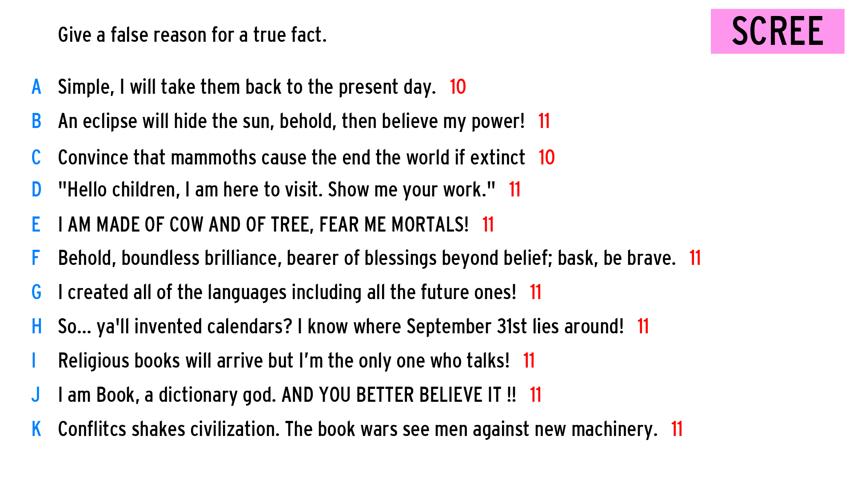 Give a false reason for a true fact.
SCREE
A Simple, I will take them back to the present day. 10
B An eclipse will hide the sun, behold, then believe my power! 11
C Convince that mammoths cause the end the world if extinct 10
D "Hello children, I am here to visit. Show me your work." 11
E I AM MADE OF COW AND OF TREE, FEAR ME MORTALS! 11
F Behold, boundless brilliance, bearer of blessings beyond belief; bask, be brave. 11
G I created all of the languages including all the future ones! 11
H So... ya'll invented calendars? I know where September 31st lies around! 11
I Religious books will arrive but I'm the only one who talks! 11
J I am Book, a dictionary god. AND YOU BETTER BELIEVE IT !! 11
K Conflitcs shakes civilization. The book wars see men against new machinery. 11